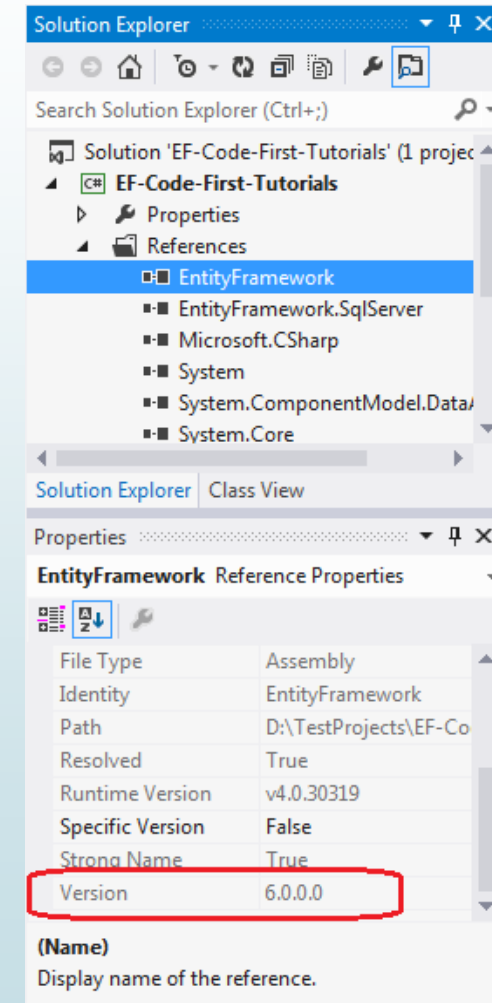 Solution Explorer
Search Solution Explorer (Ctrl+;)
Solution 'EF-Code-First-Tutorials' (1 projec
C# EF-Code-First-Tutorials
Properties
References
EntityFramework
EntityFramework.SqlServer
Microsoft.CSharp
System
System.ComponentModel.DataA
System.Core
Solution Explorer Class View
Properties
EntityFramework Reference Properties
A
Z
File Type Assembly
Identity EntityFramework
Path D:\TestProjects\EF-Co
Resolved True
Runtime Version v4.0.30319
Specific Version False
Strong Name True
Version 6.0.0.0
(Name)
Display name of the reference.